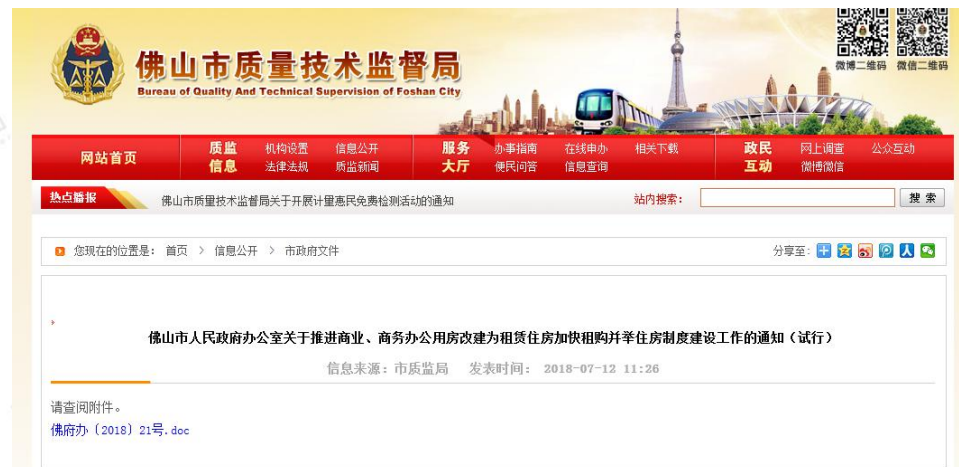 佛山市质量技术监督局
Bureau of Quality And Technical Supervision of Foshan City
微博二维码 微信二维码
网站首页
质监信息
机构设置 信息公开
法律法规 质监新闻
服务大厅
办事指南 在线申办 相关下载
便民问答 信息查询
政民互动
网上调查 公众互动
微博微信
热点播报
佛山市质量技术监督局关于开展计量惠民免费检测活动的通知
站内搜索:
搜 索
您现在的位置是: 首页 > 信息公开 > 市政府文件
分享至:
佛山市人民政府办公室关于推进商业、商务办公用房改建为租赁住房加快租购并举住房制度建设工作的通知（试行）
信息来源：市质监局 发表时间： 2018-07-12 11:26
请查阅附件。
佛府办〔2018〕21号.doc